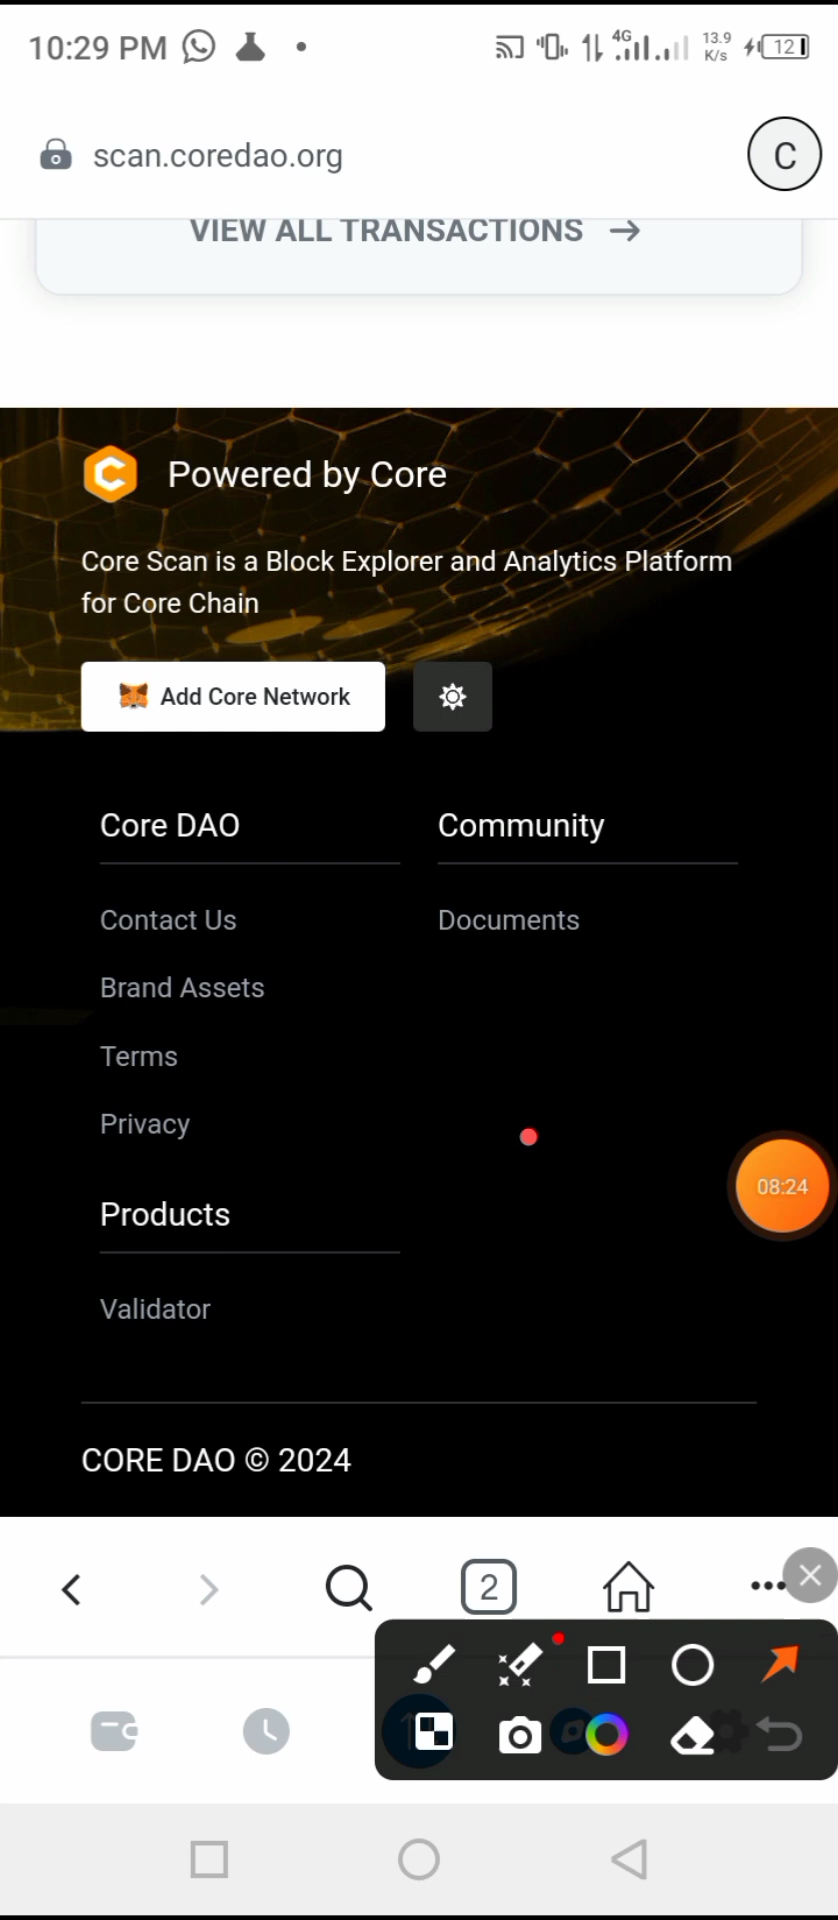 10:29 PM
4G
13.9
K/s
12
scan.coredao.org
C
VIEW ALL TRANSACTIONS
Powered by Core
Core Scan is a Block Explorer and Analytics Platform
for Core Chain
Add Core Network
Core DAO
Community
Contact Us
Documents
Brand Assets
Terms
Privacy
08:24
Products
Validator
CORE DAO © 2024
2